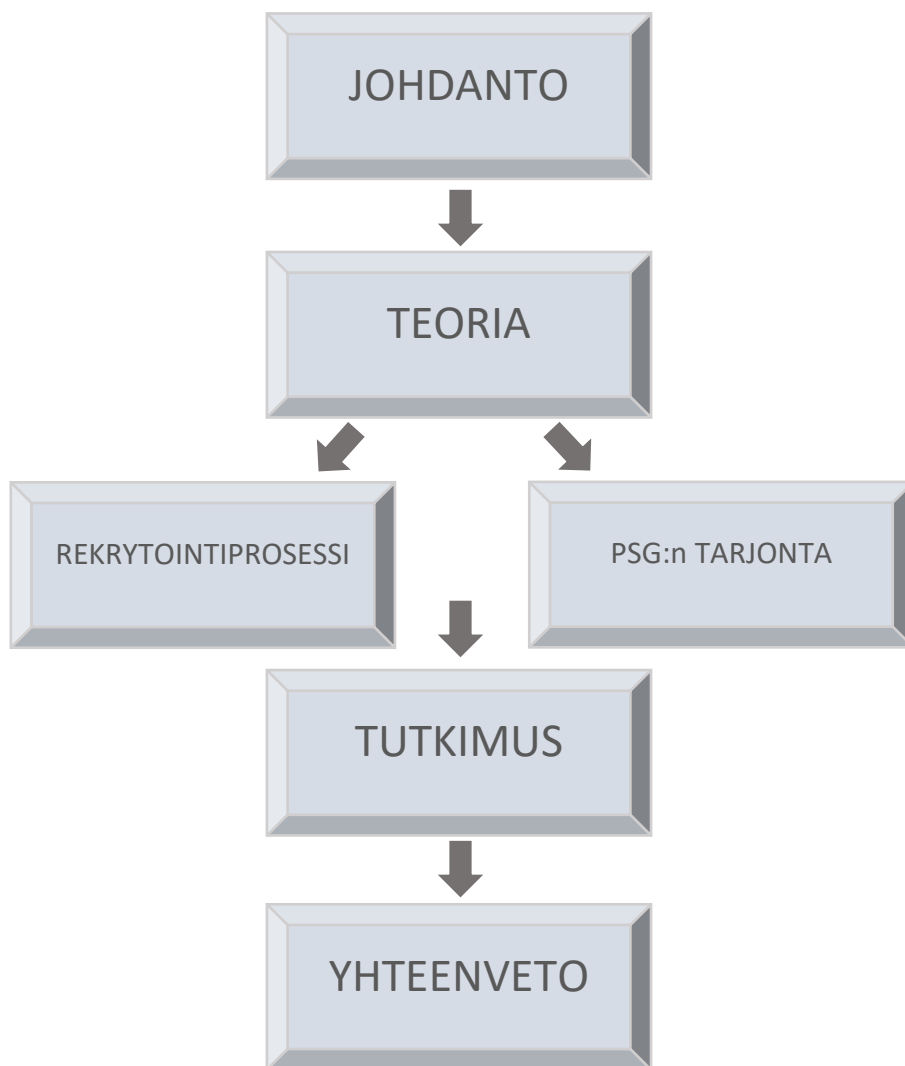 JOHDANTO
TEORIA
REKRYTOINTIPROSESSI
PSG:n TARJONTA
TUTKIMUS
YHTEENVETO